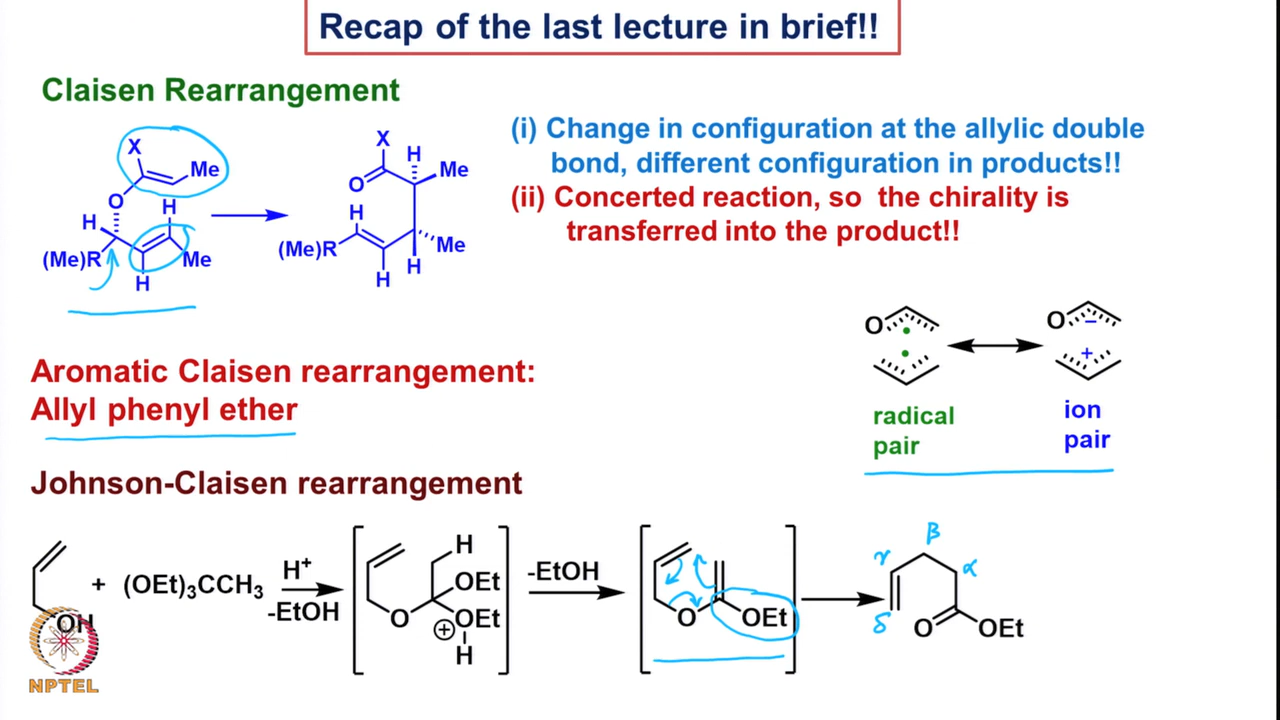 Recap of the last lecture in brief!!
Claisen Rearrangement
X
Me
O
H
H
(Me)R
Me
H
X
H
Me
O
H
(Me)R
Me
H
H
(i) Change in configuration at the allylic double
bond, different configuration in products!!
(ii) Concerted reaction, so the chirality is
transferred into the product!!
O
•
•
O
−
+
radical
pair
ion
pair
Aromatic Claisen rearrangement:
Allyl phenyl ether
Johnson-Claisen rearrangement
OH
+ (OEt)3CCH3
H+
-EtOH
H
OEt
O
OEt
+
H
-EtOH
O
OEt
β
γ
α
δ
O
OEt
NPTEL